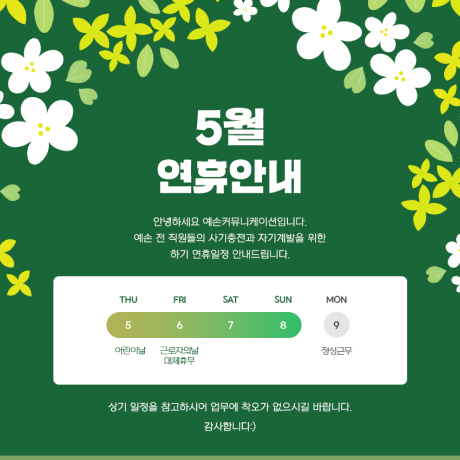 5월
연휴안내
안녕하세요 예손커뮤니케이션입니다.
예손 전 직원들의 사기충전과 자기계발을 위한
하기 연휴일정 안내드립니다.
THU FRI SAT SUN MON
5 6 7 8 9
어린이날 근로자의날 정상근무
대체휴무
상기 일정을 참고하시어 업무에 착오가 없으시길 바랍니다.
감사합니다:)